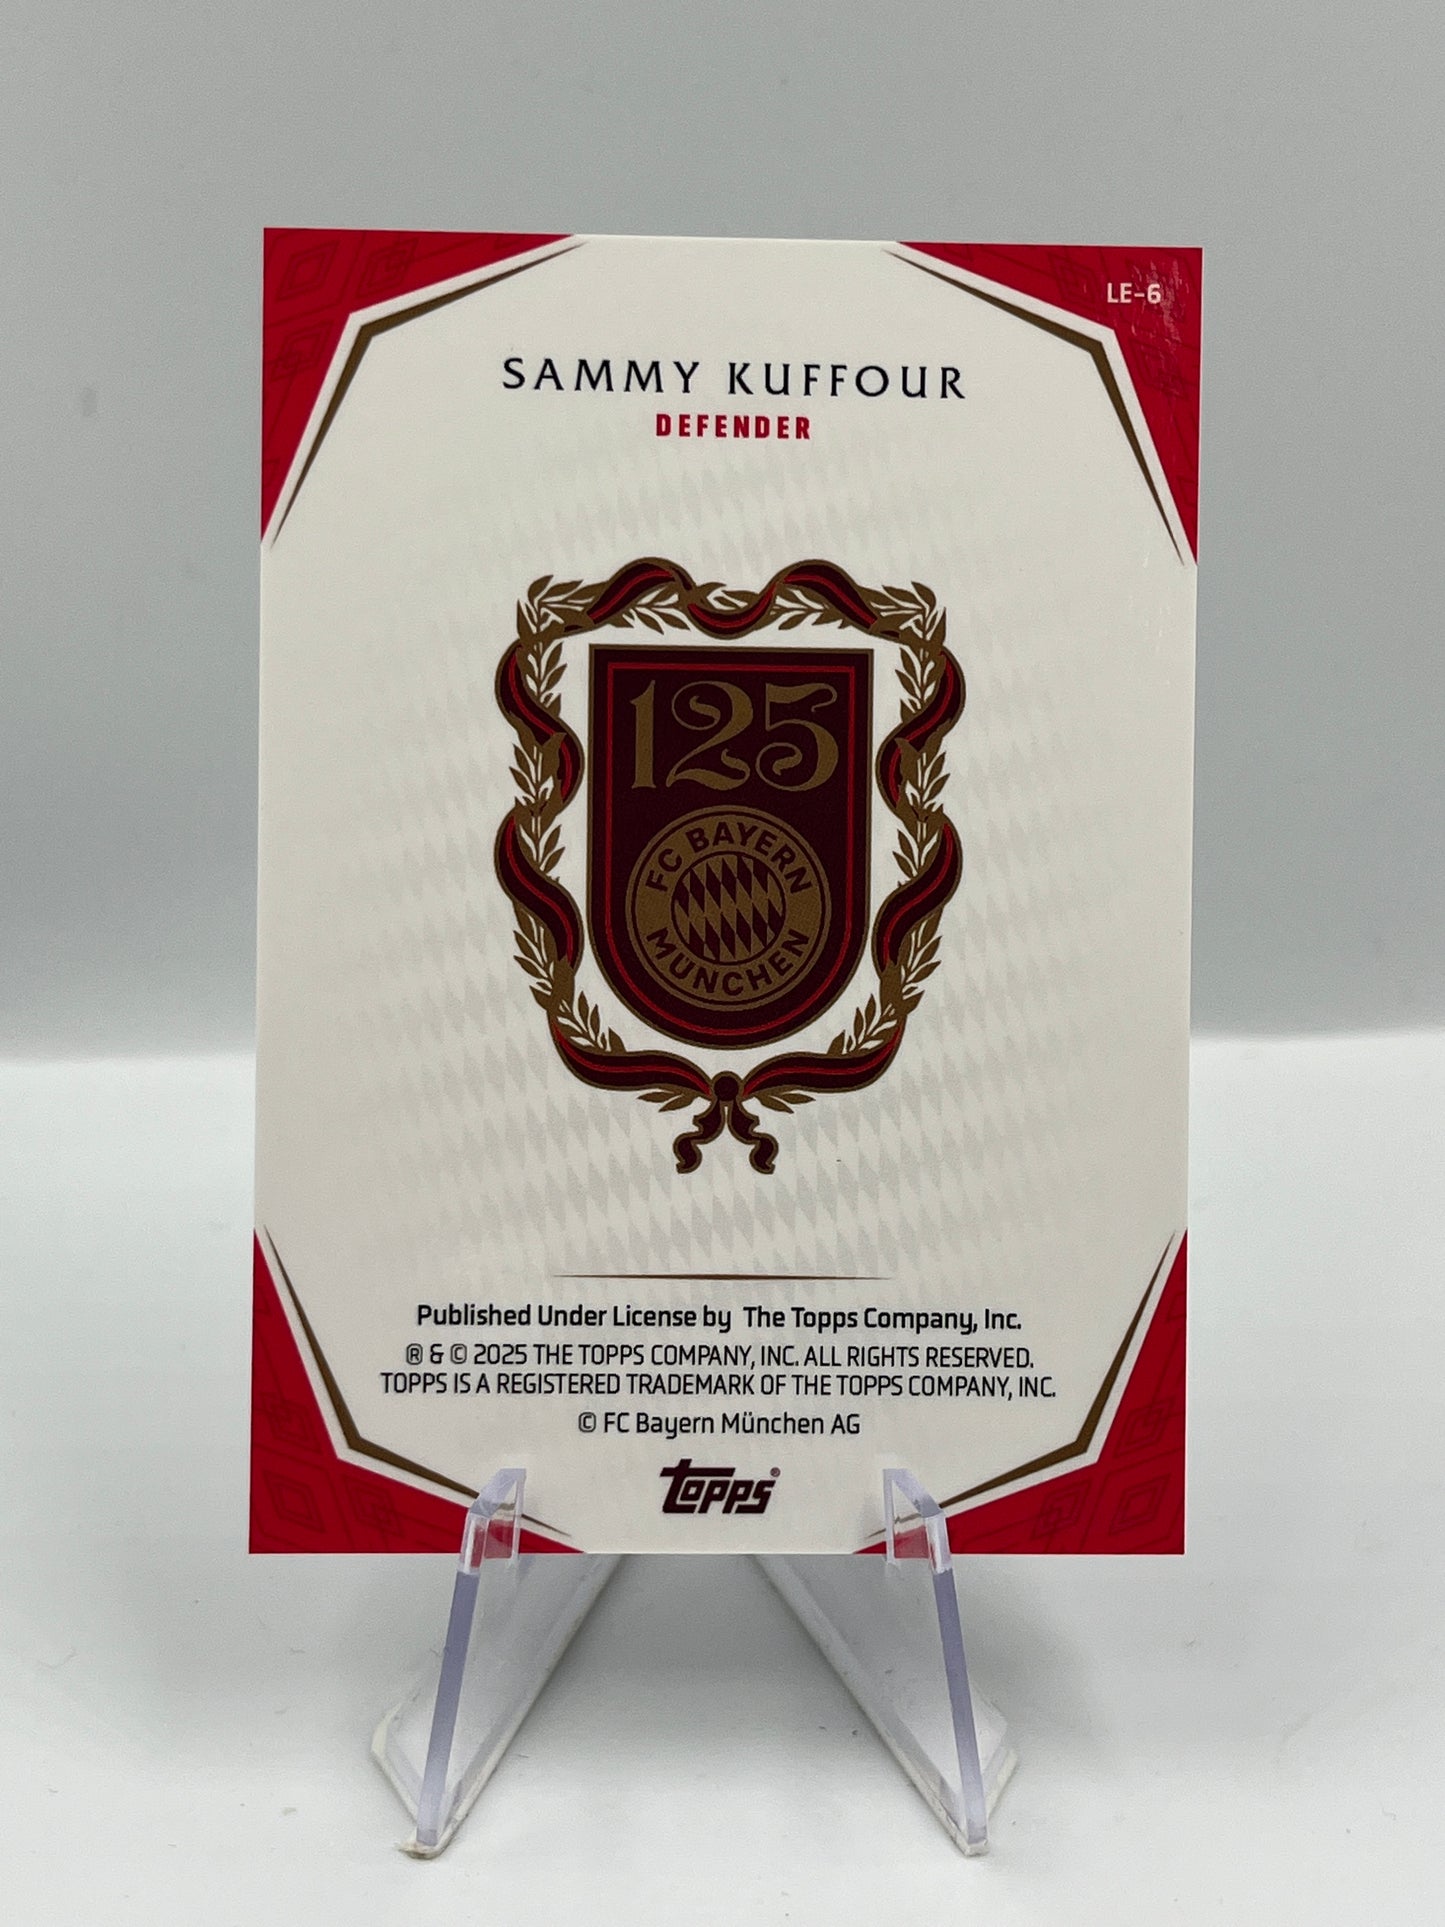 LE-6
SAMMY KUFFOUR
DEFENDER
125
FC BAYERN
MÜNCHEN
Published Under License by The Topps Company, Inc.
® & © 2025 THE TOPPS COMPANY, INC. ALL RIGHTS RESERVED.
TOPPS IS A REGISTERED TRADEMARK OF THE TOPPS COMPANY, INC.
© FC Bayern München AG
topps®